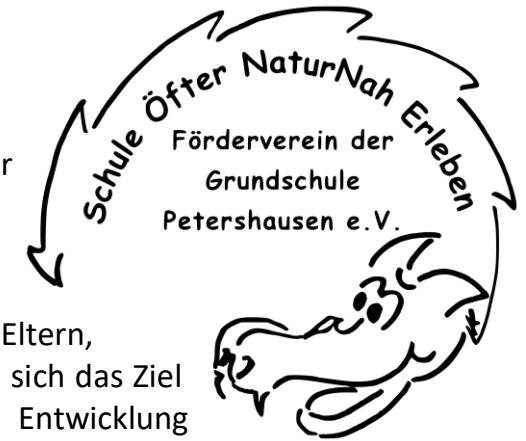 Schule Öfter NaturNah Erleben
Förderverein der
r
Grundschule
Petershausen e.V.
Eltern,
sich das Ziel
Entwicklung